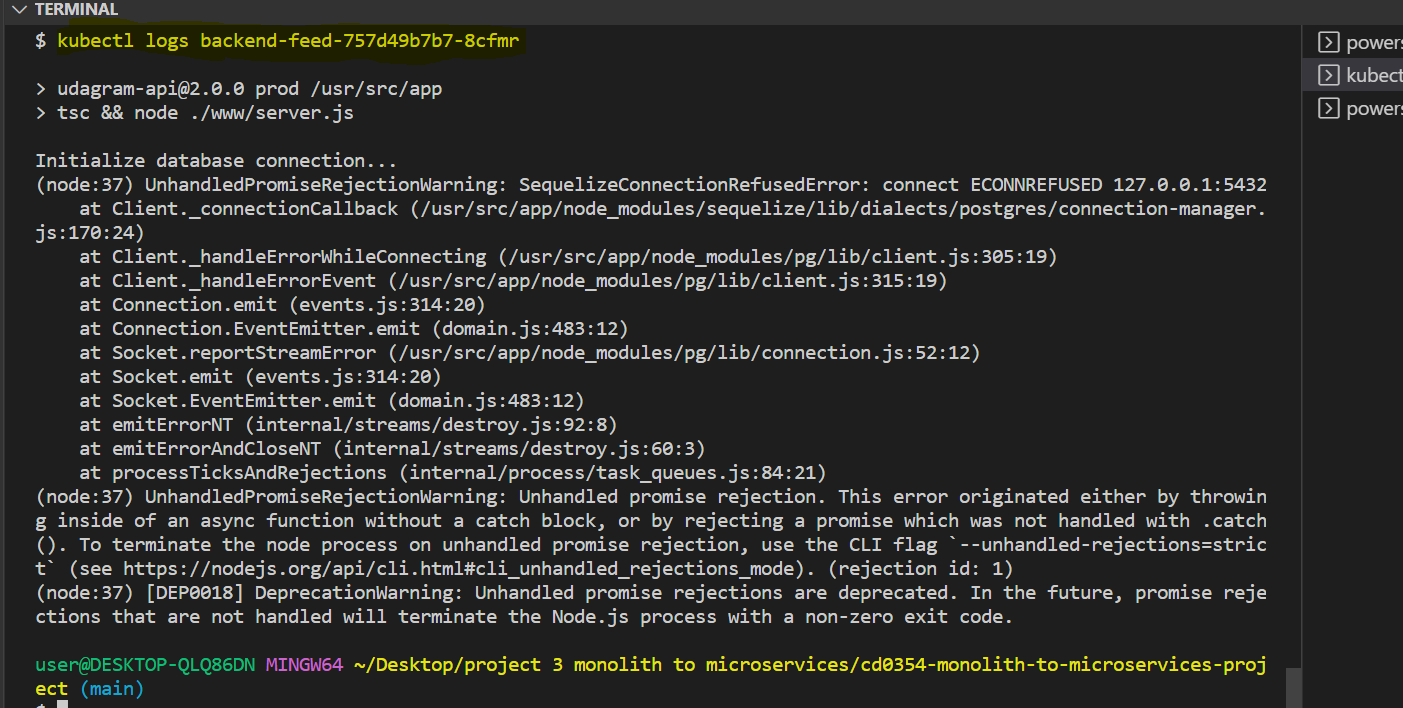 TERMINAL
$ kubectl logs backend-feed-757d49b7b7-8cfmr
> udagram-api@2.0.0 prod /usr/src/app
> tsc && node ./www/server.js
Initialize database connection...
(node:37) UnhandledPromiseRejectionWarning: SequelizeConnectionRefusedError: connect ECONNREFUSED 127.0.0.1:5432
    at Client._connectionCallback (/usr/src/app/node_modules/sequelize/lib/dialects/postgres/connection-manager.
js:170:24)
    at Client._handleErrorWhileConnecting (/usr/src/app/node_modules/pg/lib/client.js:305:19)
    at Client._handleErrorEvent (/usr/src/app/node_modules/pg/lib/client.js:315:19)
    at Connection.emit (events.js:314:20)
    at Connection.EventEmitter.emit (domain.js:483:12)
    at Socket.reportStreamError (/usr/src/app/node_modules/pg/lib/connection.js:52:12)
    at Socket.emit (events.js:314:20)
    at Socket.EventEmitter.emit (domain.js:483:12)
    at emitErrorNT (internal/streams/destroy.js:92:8)
    at emitErrorAndCloseNT (internal/streams/destroy.js:60:3)
    at processTicksAndRejections (internal/process/task_queues.js:84:21)
(node:37) UnhandledPromiseRejectionWarning: Unhandled promise rejection. This error originated either by throwin
g inside of an async function without a catch block, or by rejecting a promise which was not handled with .catch
(). To terminate the node process on unhandled promise rejection, use the CLI flag `--unhandled-rejections=stric
t` (see https://nodejs.org/api/cli.html#cli_unhandled_rejections_mode). (rejection id: 1)
(node:37) [DEP0018] DeprecationWarning: Unhandled promise rejections are deprecated. In the future, promise reje
ctions that are not handled will terminate the Node.js process with a non-zero exit code.
user@DESKTOP-QLQ86DN MINGW64 ~/Desktop/project 3 monolith to microservices/cd0354-monolith-to-microservices-proj
ect (main)
$
powers
kubect
powers